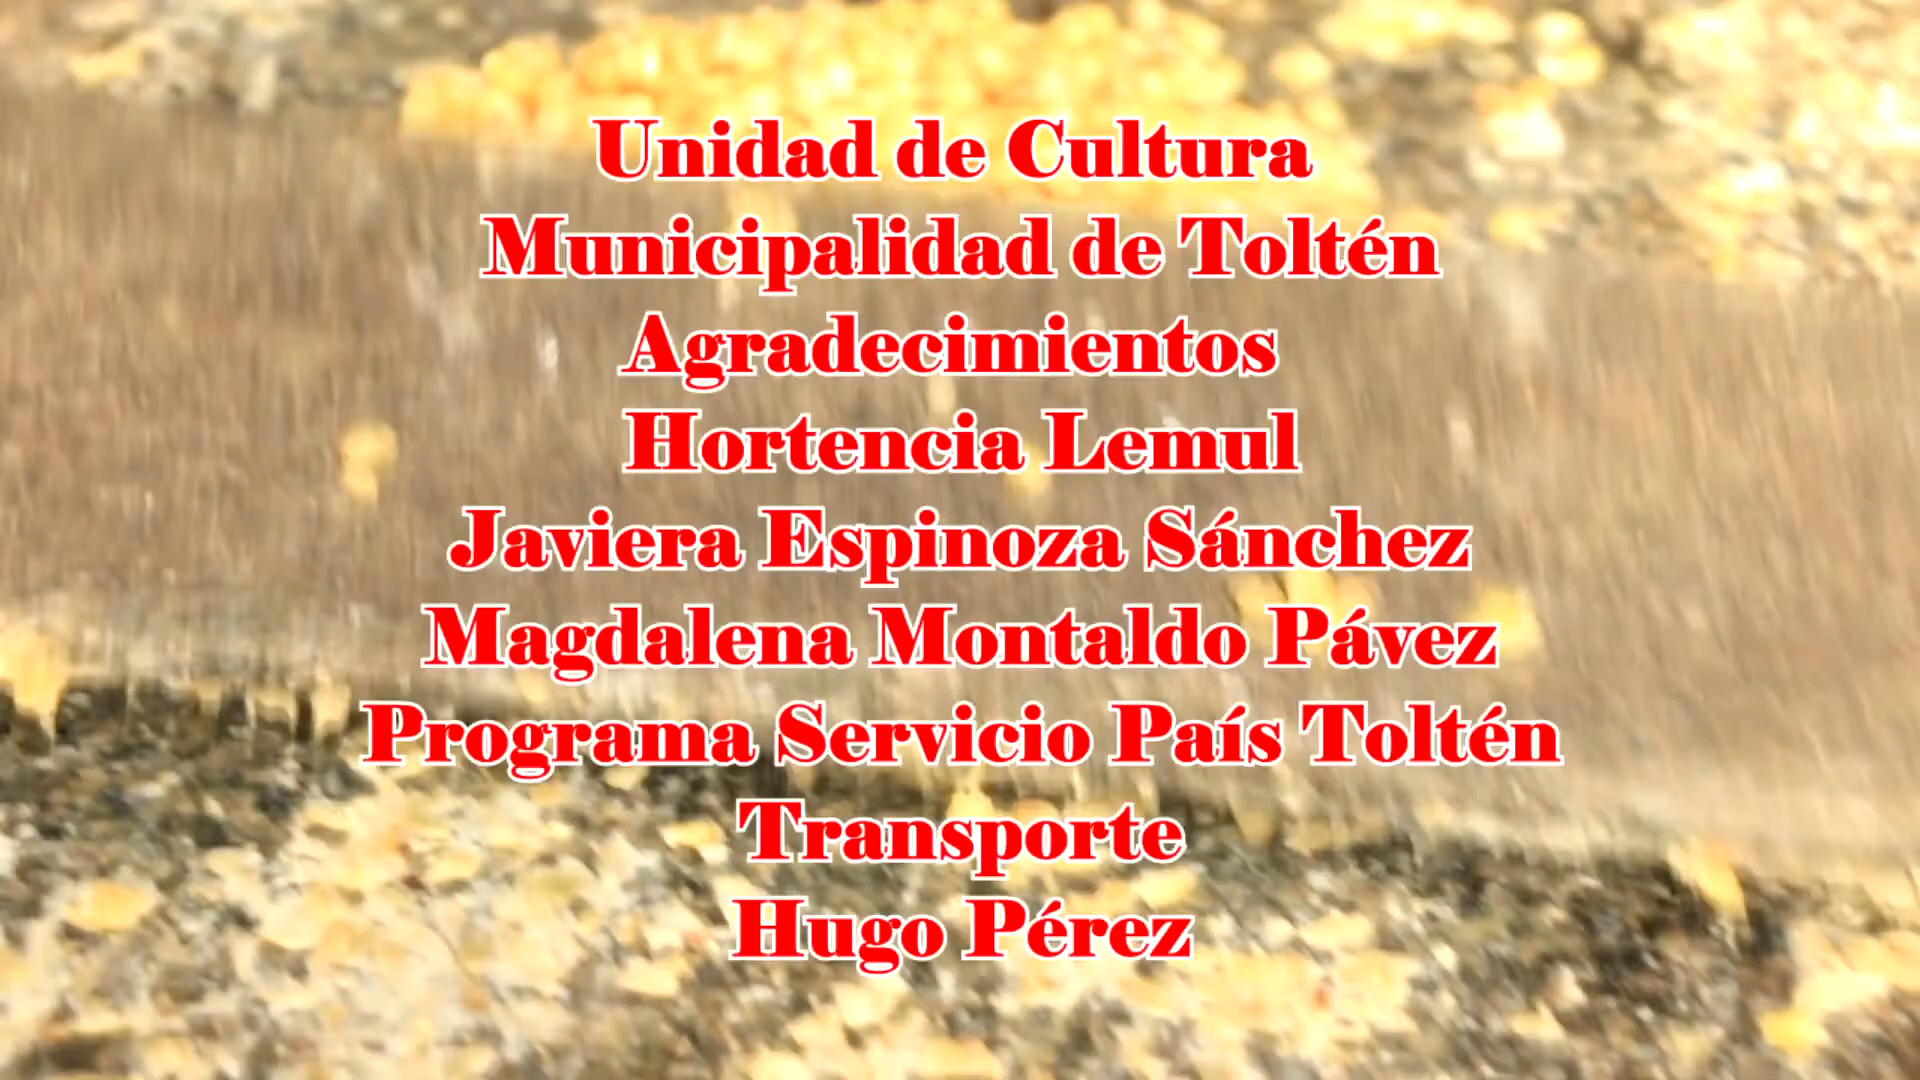 Unidad de Cultura
Municipalidad de Toltén
Agradecimientos
Hortencia Lemul
Javiera Espinoza Sánchez
Magdalena Montaldo Pávez
Programa Servicio País Toltén
Transporte
Hugo Pérez